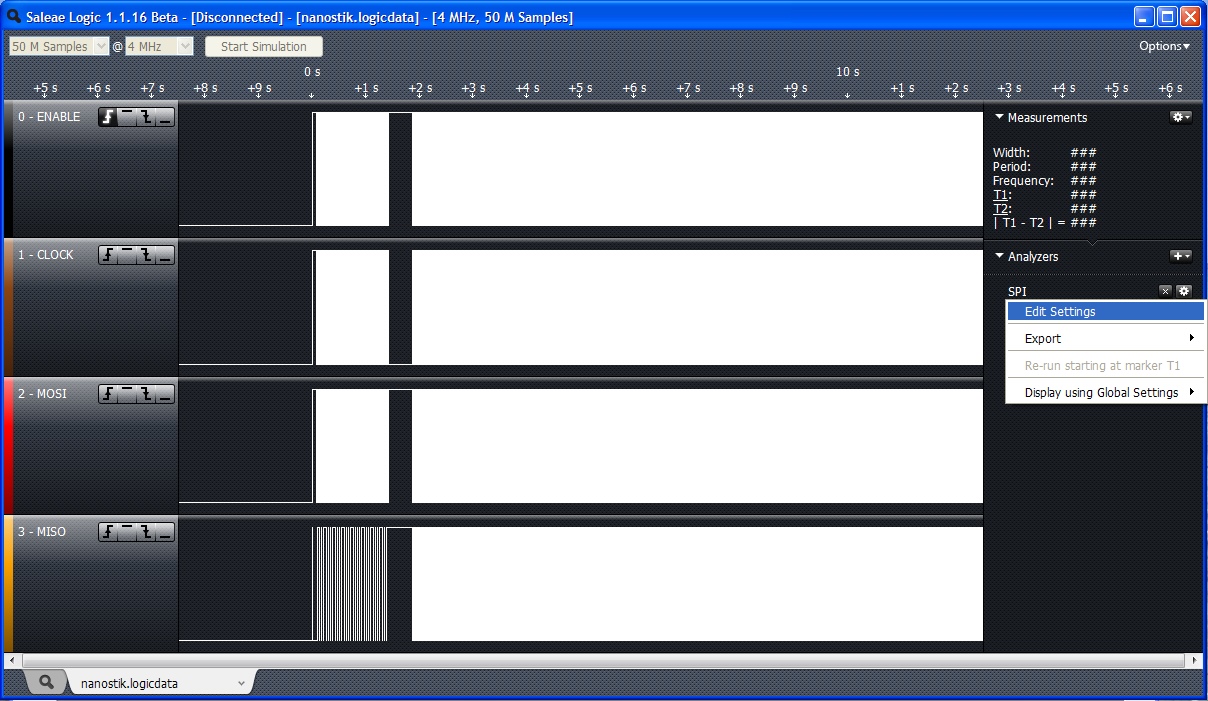 Saleae Logic 1.1.16 Beta - [Disconnected] - [nanostik.logicdata] - [4 MHz, 50 M Samples]
50 M Samples @ 4 MHz Start Simulation Options
0 s 10 s
+5 s +6 s +7 s +8 s +9 s +1 s +2 s +3 s +4 s +5 s +6 s +7 s +8 s +9 s +1 s +2 s +3 s +4 s +5 s +6 s
0 - ENABLE
1 - CLOCK
2 - MOSI
3 - MISO
Measurements
Width: ###
Period: ###
Frequency: ###
T1: ###
T2: ###
| T1 - T2 | = ###
Analyzers
SPI
Edit Settings
Export
Re-run starting at marker T1
Display using Global Settings
nanostik.logicdata